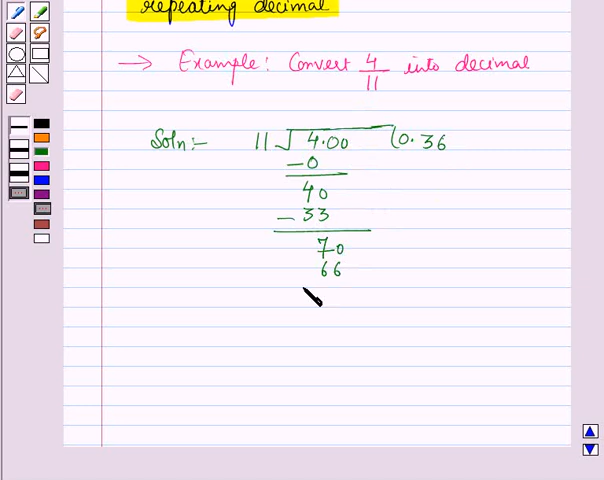 repeating decimal
→ Example: Convert 4/11 into decimal
Soln:- 11 √ 4.00 (0.36
-0
40
- 33
70
66